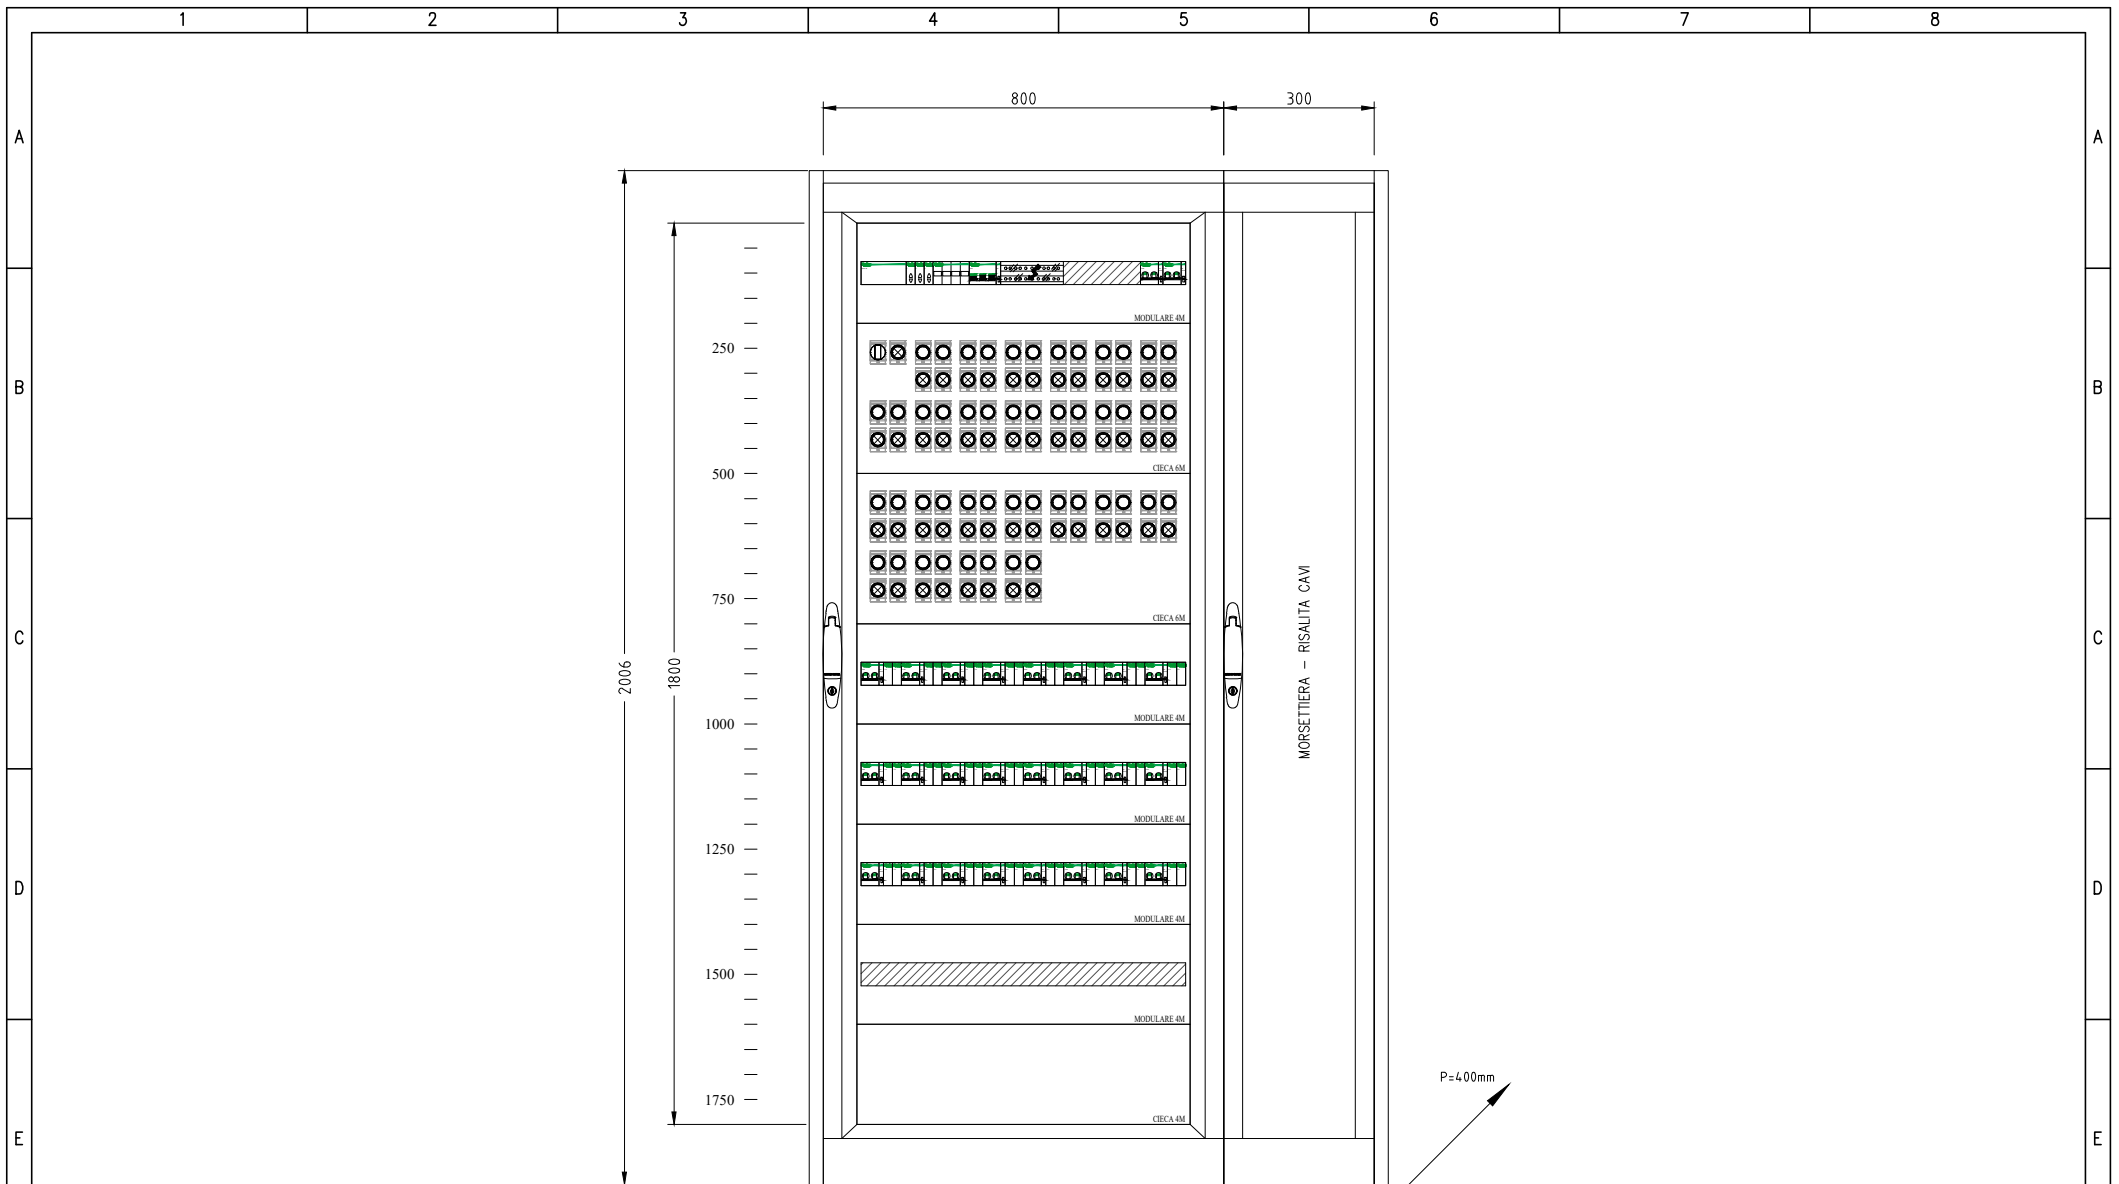 1 2 3 4 5 6 7 8
800 300
A A
MODULARE 4M
250
B B
CIECA 6M
500
750
CIECA 6M
C C
2006
1800
MORSETTIERA - RISALITA CAVI
MODULARE 4M
1000
MODULARE 4M
1250
D D
MODULARE 4M
1500
MODULARE 4M
P=400mm
1750
CIECA 4M
E E